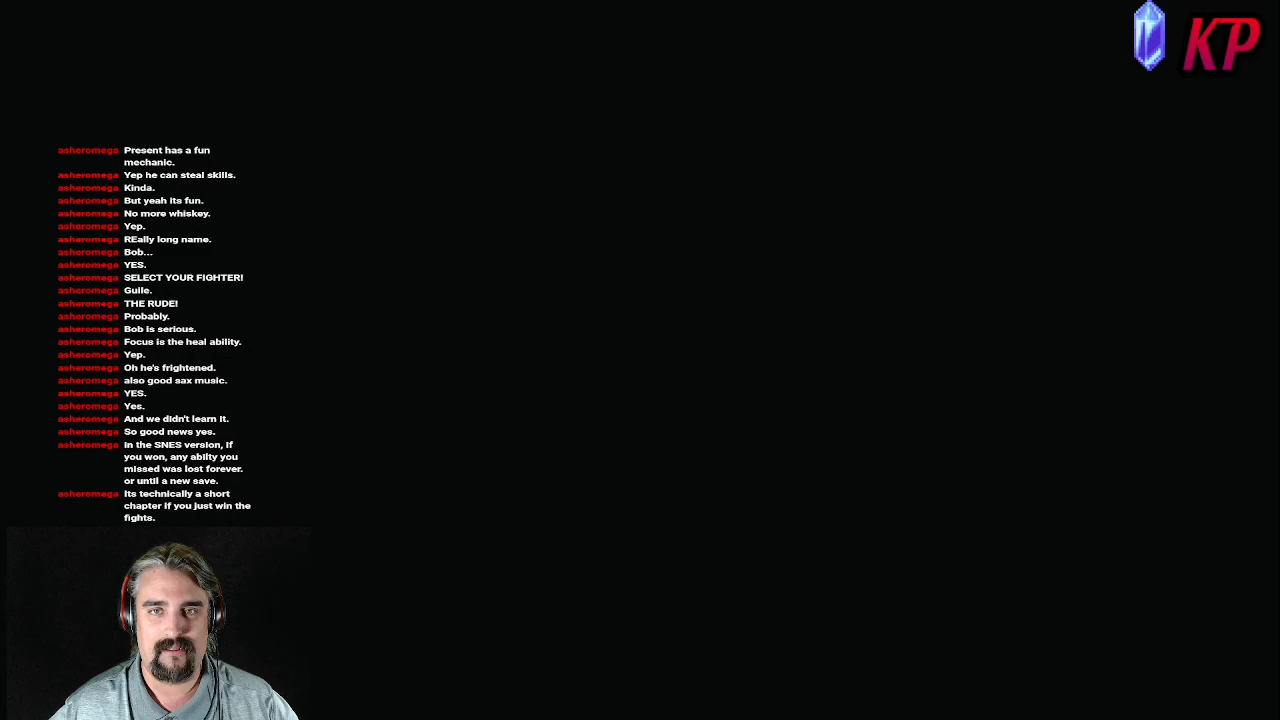 KP
asheromega Present has a fun
mechanic.
asheromega Yep he can steal skills.
asheromega Kinda.
asheromega But yeah its fun.
asheromega No more whiskey.
asheromega Yep.
asheromega REally long name.
asheromega Bob...
asheromega YES.
asheromega SELECT YOUR FIGHTER!
asheromega Guile.
asheromega THE RUDE!
asheromega Probably.
asheromega Bob is serious.
asheromega Focus is the heal ability.
asheromega Yep.
asheromega Oh he's frightened.
asheromega also good sax music.
asheromega YES.
asheromega Yes.
asheromega And we didn't learn it.
asheromega So good news yes.
asheromega in the SNES version, if
you won, any abilty you
missed was lost forever.
or until a new save.
asheromega Its technically a short
chapter if you just win the
fights.